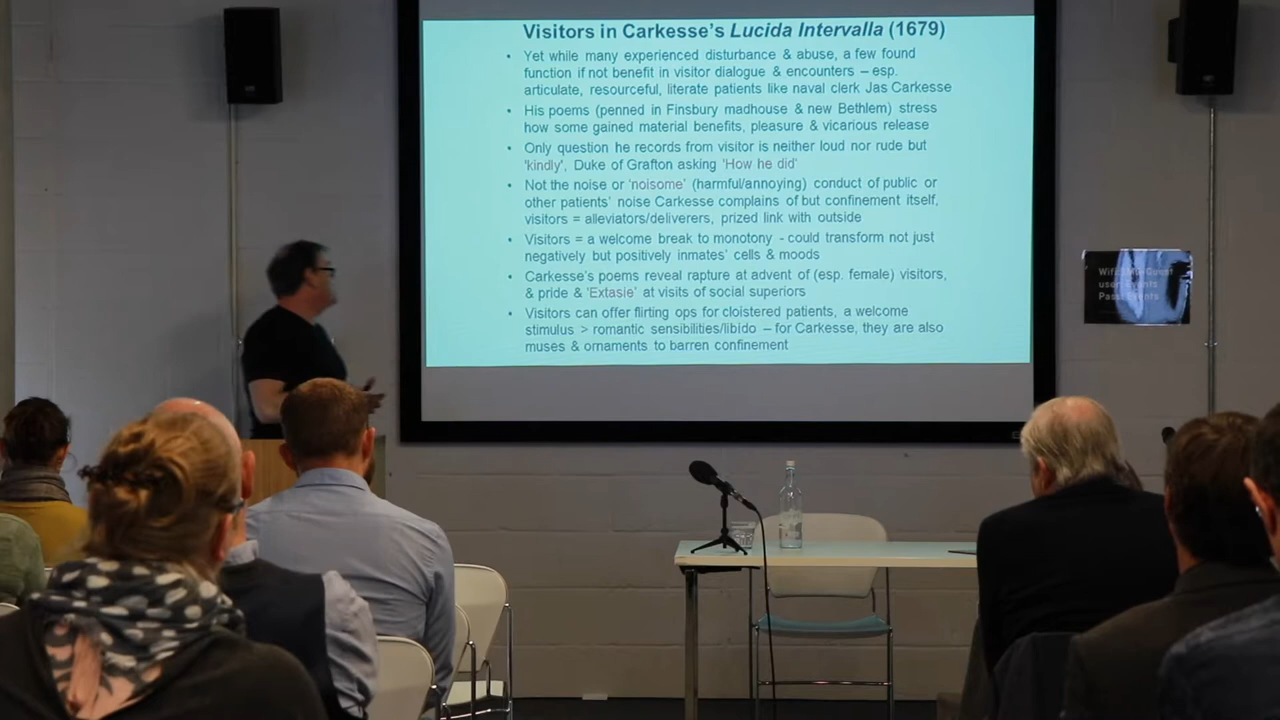 Visitors in Carkesse's Lucida Intervalla (1679)
• Yet while many experienced disturbance & abuse, a few found
function if not benefit in visitor dialogue & encounters – esp.
articulate, resourceful, literate patients like naval clerk Jas Carkesse
• His poems (penned in Finsbury madhouse & new Bethlem) stress
how some gained material benefits, pleasure & vicarious release
• Only question he records from visitor is neither loud nor rude but
'kindly', Duke of Grafton asking 'How he did'
• Not the noise or 'noisome' (harmful/annoying) conduct of public or
other patients' noise Carkesse complains of but confinement itself,
visitors = alleviators/deliverers, prized link with outside
• Visitors = a welcome break to monotony - could transform not just
negatively but positively inmates' cells & moods
• Carkesse's poems reveal rapture at advent of (esp. female) visitors,
& pride & 'Extasie' at visits of social superiors
• Visitors can offer flirting ops for cloistered patients, a welcome
stimulus > romantic sensibilities/libido – for Carkesse, they are also
muses & ornaments to barren confinement
Wifi: